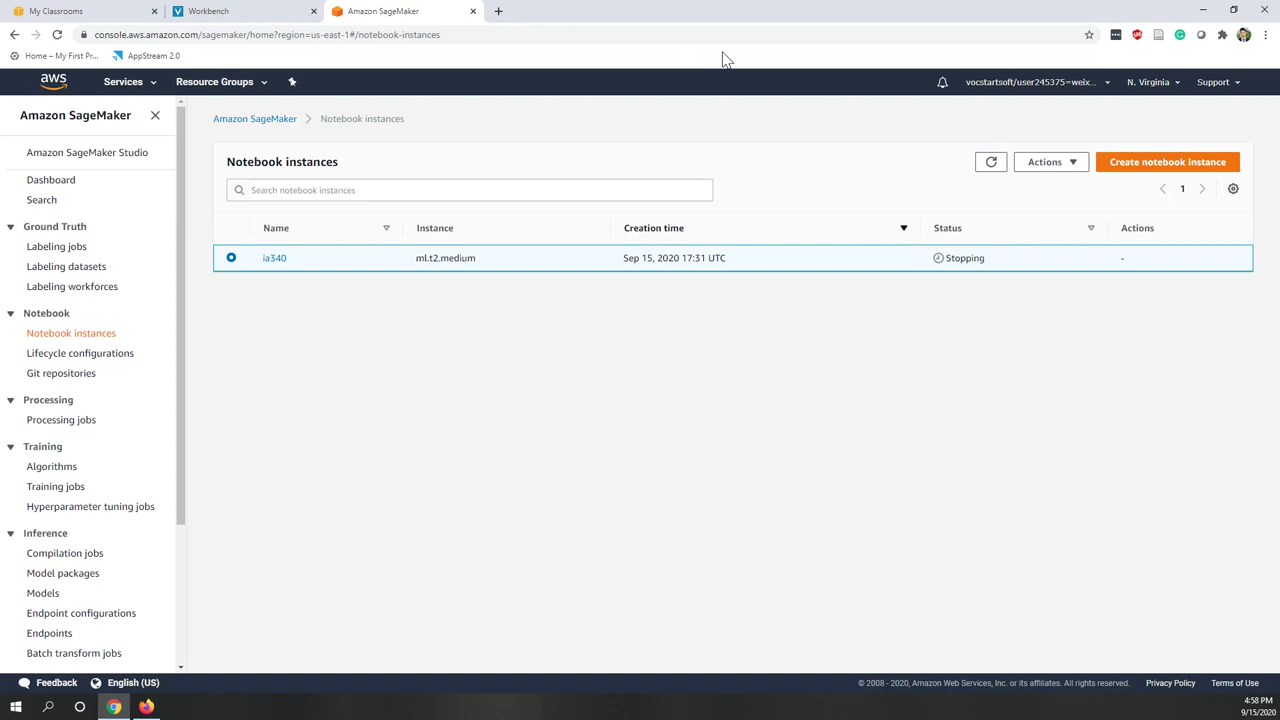 My Classrooms
Workbench
Amazon SageMaker
console.aws.amazon.com/sagemaker/home?region=us-east-1#/notebook-instances
Home – My First Pr...
AppStream 2.0
aws
Services
Resource Groups
vocstartsoft/user245375=weix...
N. Virginia
Support
Amazon SageMaker
Amazon SageMaker Studio
Dashboard
Search
Ground Truth
Labeling jobs
Labeling datasets
Labeling workforces
Notebook
Notebook instances
Lifecycle configurations
Git repositories
Processing
Processing jobs
Training
Algorithms
Training jobs
Hyperparameter tuning jobs
Inference
Compilation jobs
Model packages
Models
Endpoint configurations
Endpoints
Batch transform jobs
Amazon SageMaker
Notebook instances
Notebook instances
Actions
Create notebook instance
Search notebook instances
1
Name
Instance
Creation time
Status
Actions
ia340
ml.t2.medium
Sep 15, 2020 17:31 UTC
Stopping
-
Feedback
English (US)
© 2008 - 2020, Amazon Web Services, Inc. or its affiliates. All rights reserved.
Privacy Policy
Terms of Use
4:58 PM
9/15/2020